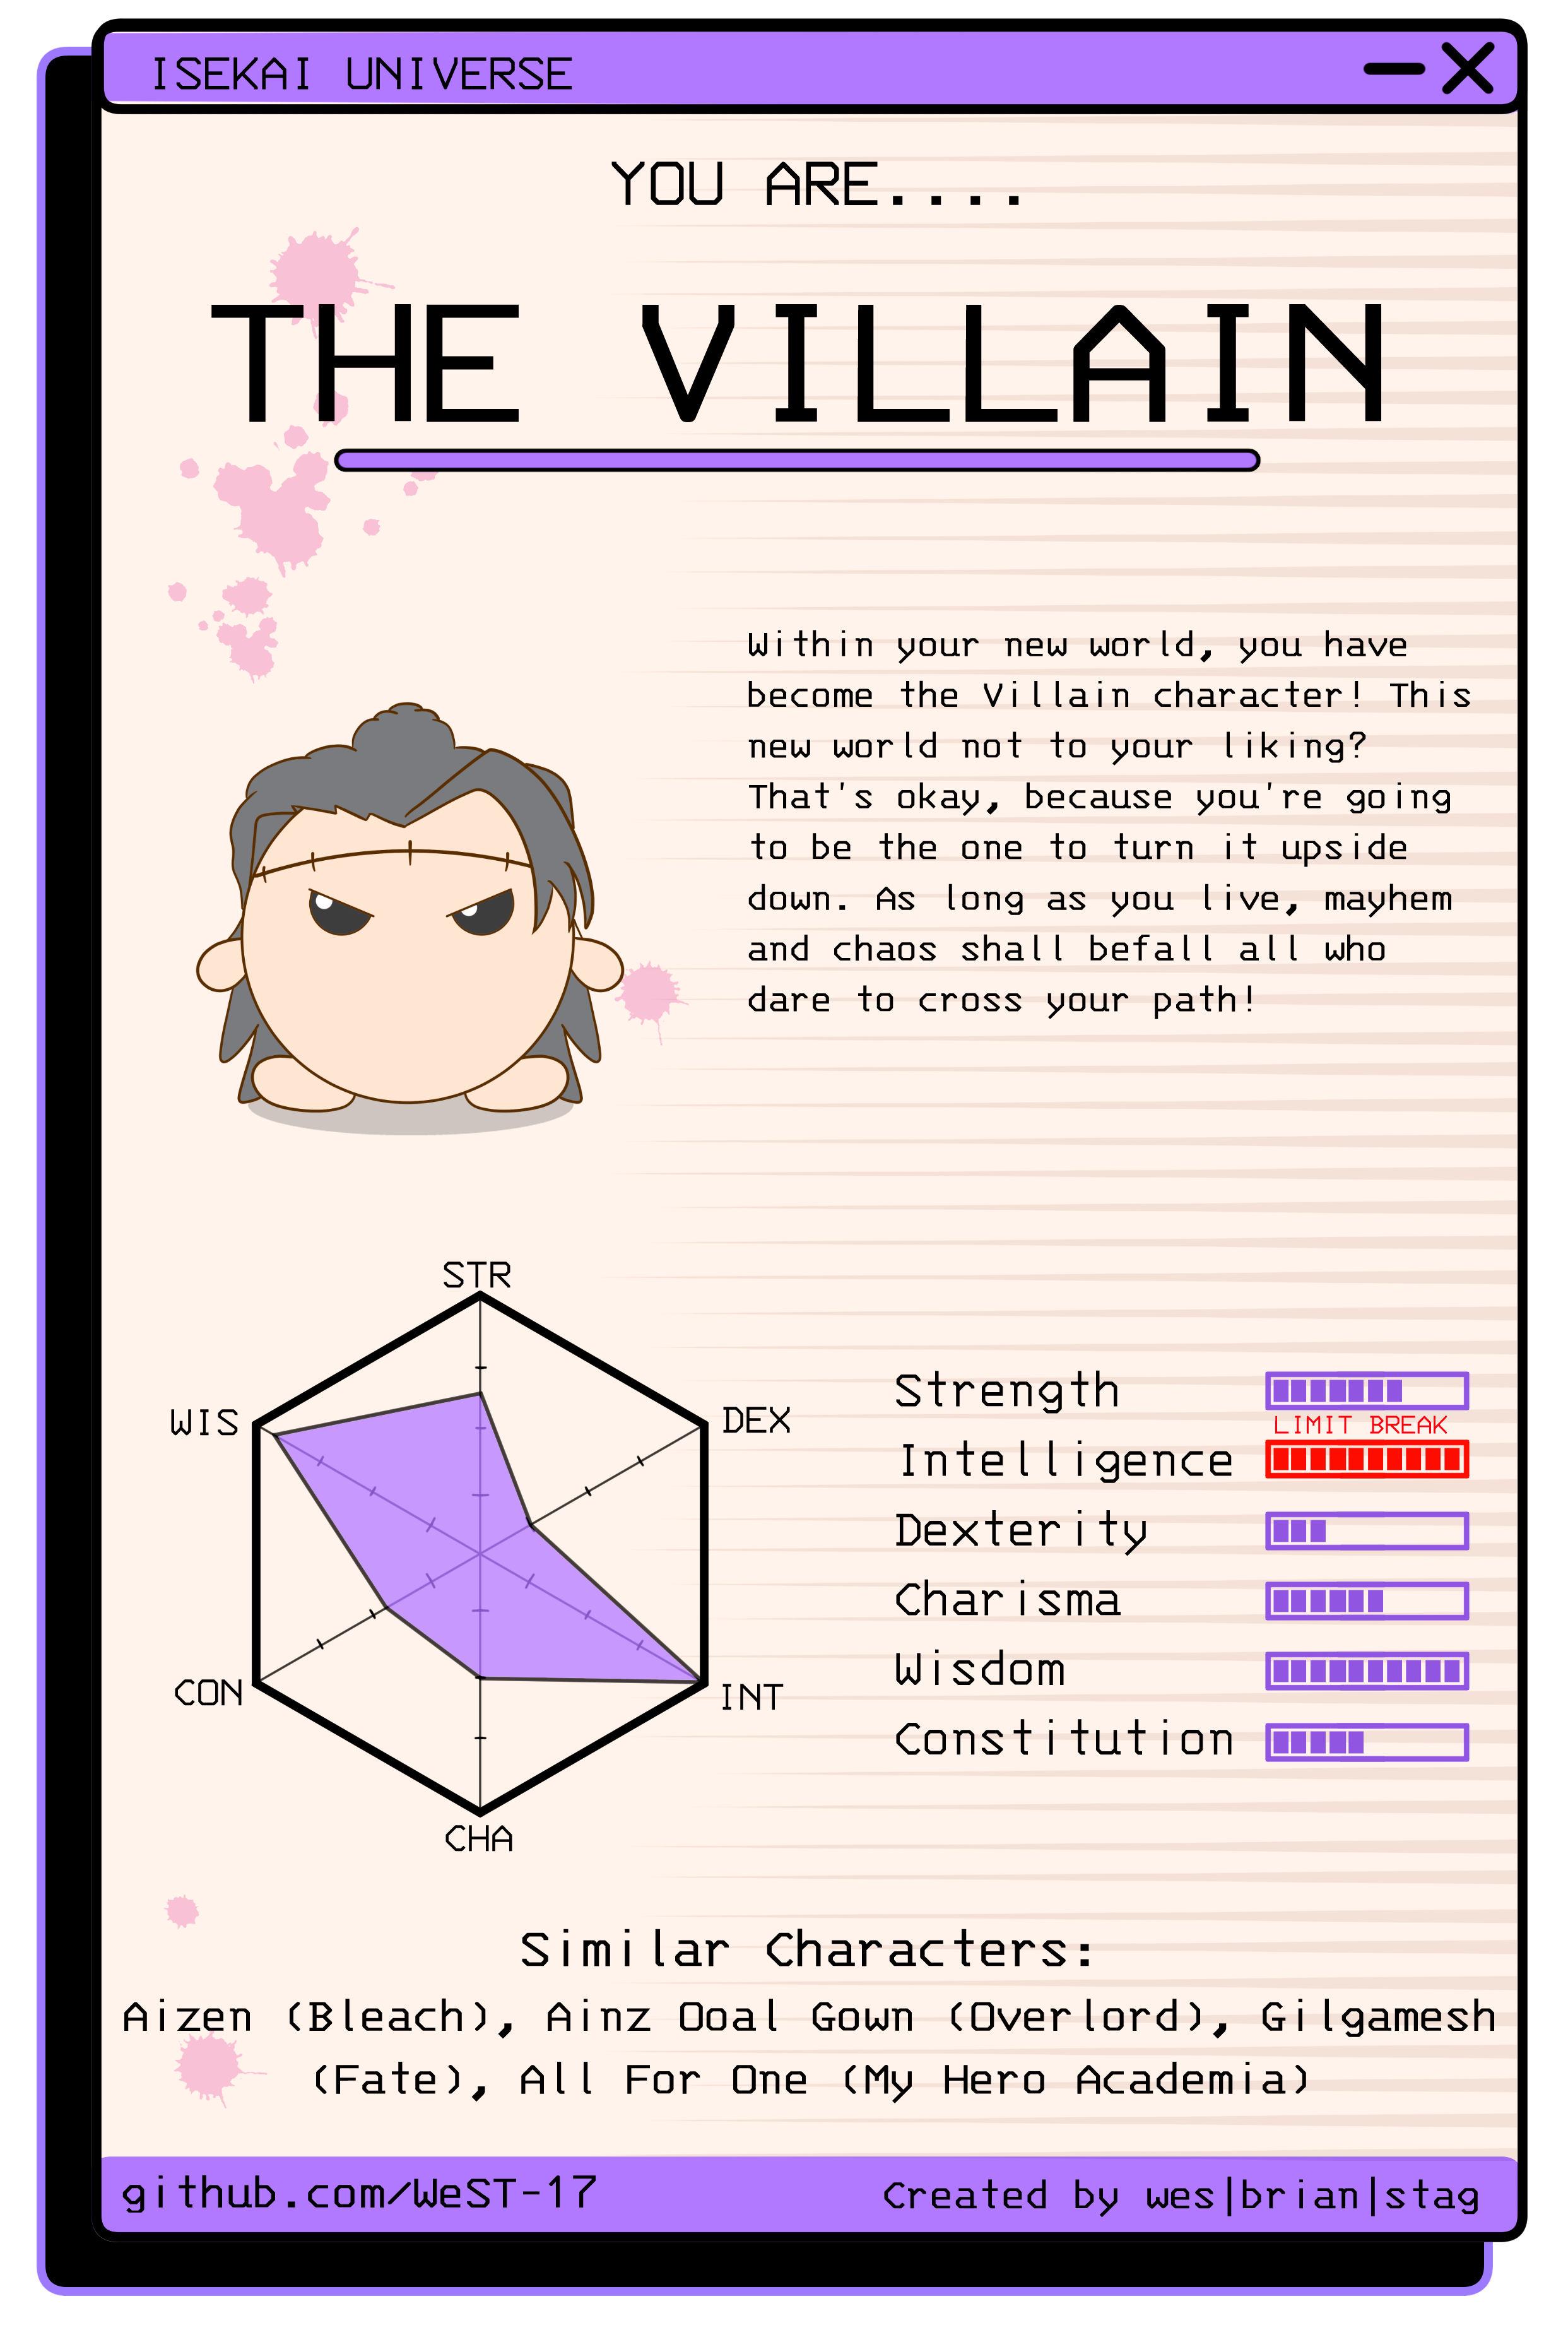 ISEKAI UNIVERSE
YOU ARE....
THE VILLAIN
Within your new world, you have
become the Villain character! This
new world not to your liking?
That's okay, because you're going
to be the one to turn it upside
down. As long as you live, mayhem
and chaos shall befall all who
dare to cross your path!
STR
WIS
DEX
CON
INT
CHA
Strength
LIMIT BREAK
Intelligence
Dexterity
Charisma
Wisdom
Constitution
Similar Characters:
Aizen (Bleach), Ainz Ooal Gown (Overlord), Gilgamesh
(Fate), All For One (My Hero Academia)
github.com/WeST-17
Created by wes|brian|stag